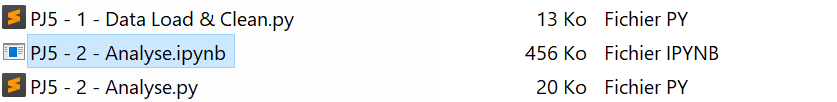 PJ5 - 1 - Data Load & Clean.py 13 Ko Fichier PY
PJ5 - 2 - Analyse.ipynb 456 Ko Fichier IPYNB
PJ5 - 2 - Analyse.py 20 Ko Fichier PY